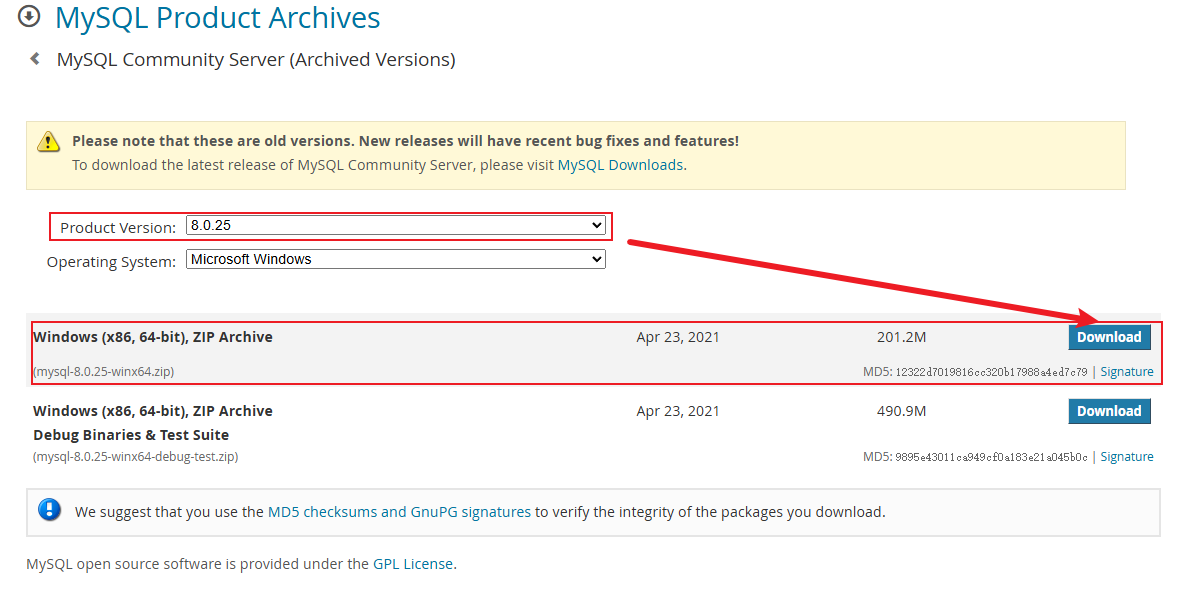 MySQL Product Archives
MySQL Community Server (Archived Versions)
Please note that these are old versions. New releases will have recent bug fixes and features!
To download the latest release of MySQL Community Server, please visit MySQL Downloads.
Product Version: 8.0.25
Operating System: Microsoft Windows
Windows (x86, 64-bit), ZIP Archive Apr 23, 2021 201.2M Download
(mysql-8.0.25-winx64.zip) MD5: 12322d7019816cc320b17988a4ed7c79 | Signature
Windows (x86, 64-bit), ZIP Archive Apr 23, 2021 490.9M Download
Debug Binaries & Test Suite
(mysql-8.0.25-winx64-debug-test.zip) MD5: 9895e43011ca949cf0a183e21a045b0c | Signature
We suggest that you use the MD5 checksums and GnuPG signatures to verify the integrity of the packages you download.
MySQL open source software is provided under the GPL License.